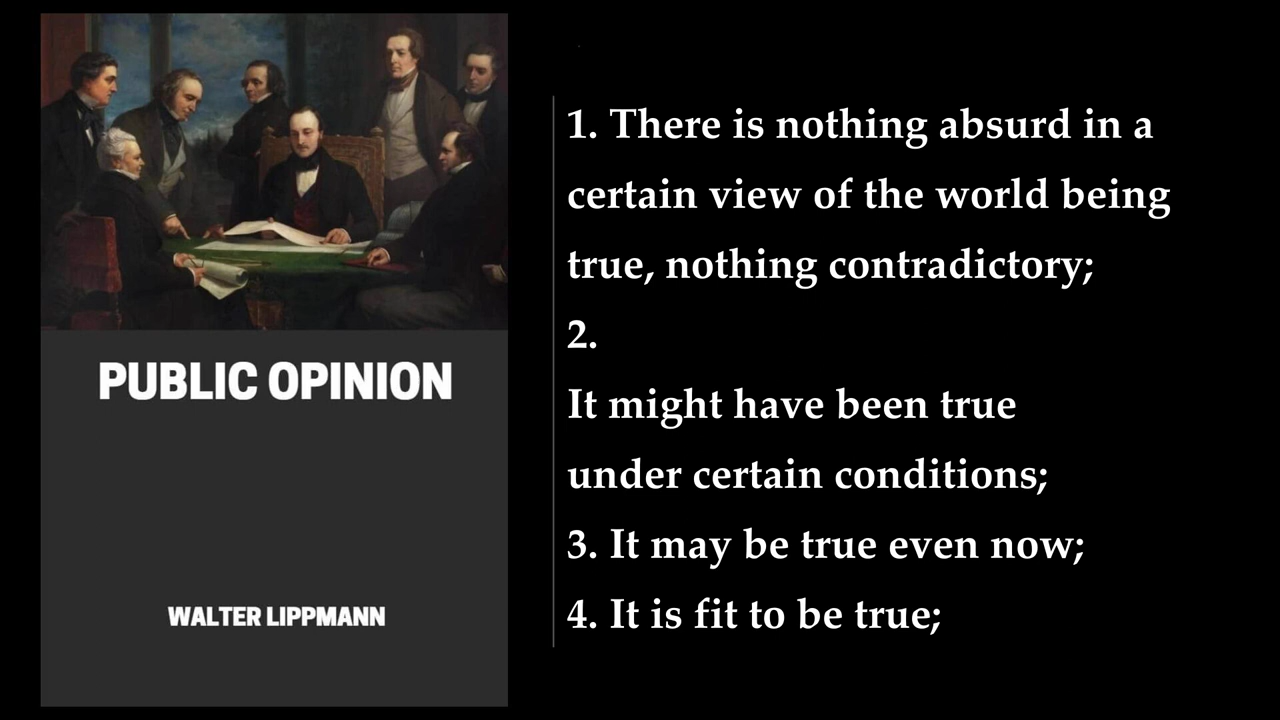 PUBLIC OPINION
WALTER LIPPMANN
1. There is nothing absurd in a
certain view of the world being
true, nothing contradictory;
2.
It might have been true
under certain conditions;
3. It may be true even now;
4. It is fit to be true;